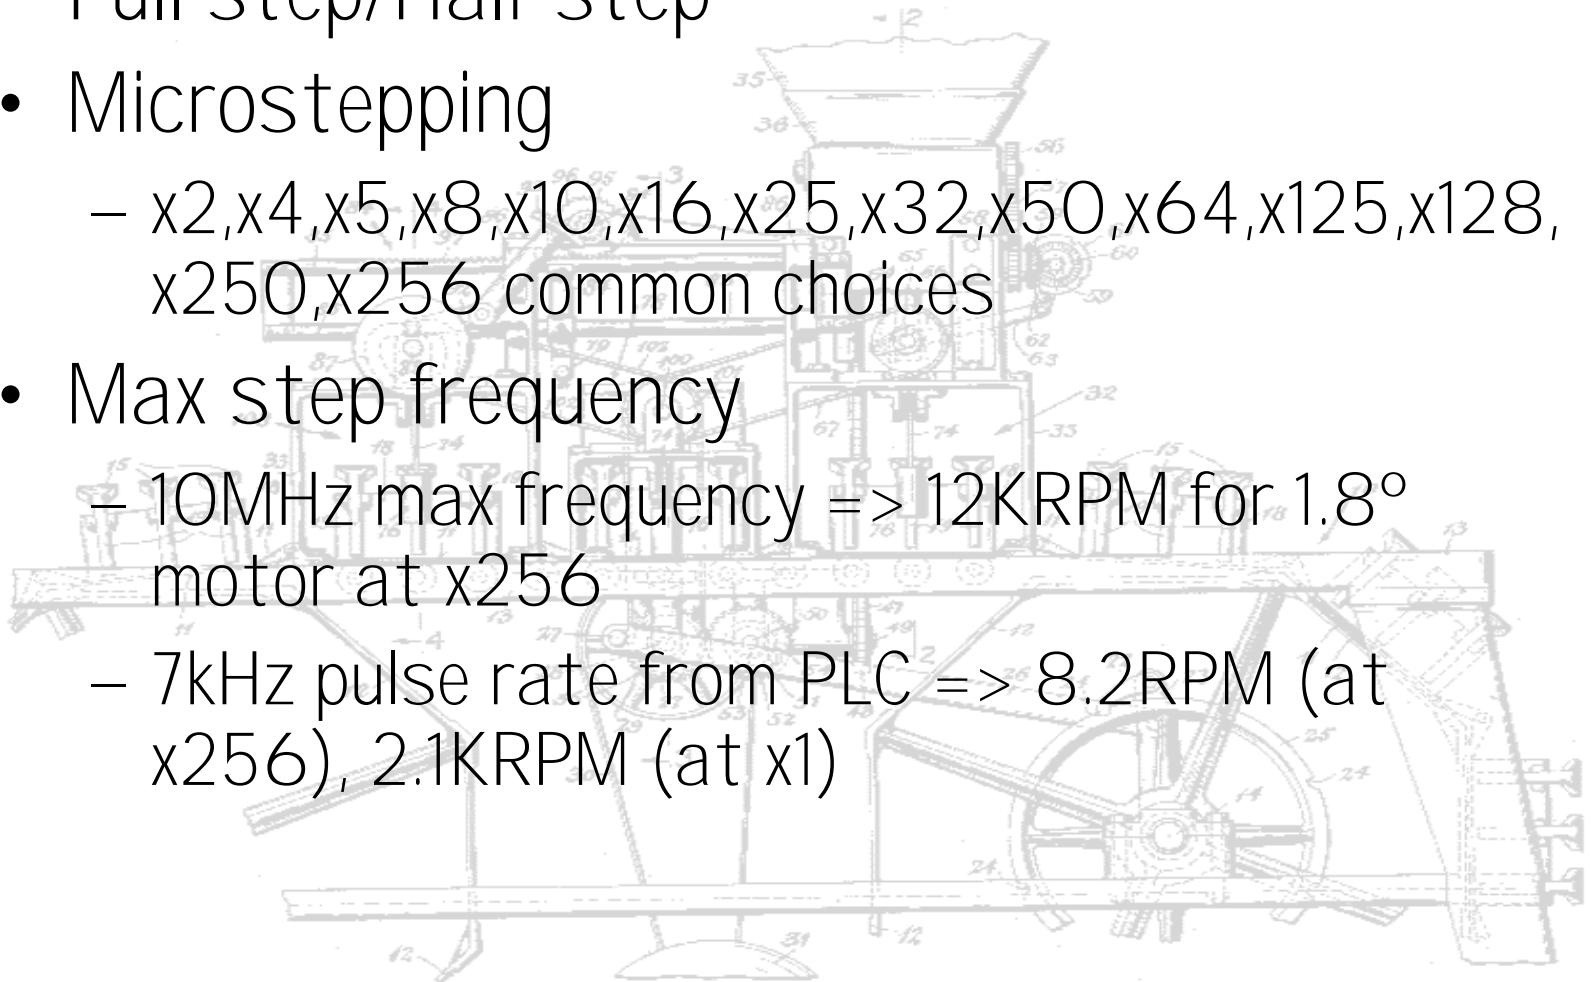 Full step/Half step
• Microstepping
– x2,x4,x5,x8,x10,x16,x25,x32,x50,x64,x125,x128,
x250,x256 common choices
• Max step frequency
– 10MHz max frequency => 12KRPM for 1.8º
motor at x256
– 7kHz pulse rate from PLC => 8.2RPM (at
x256), 2.1KRPM (at x1)